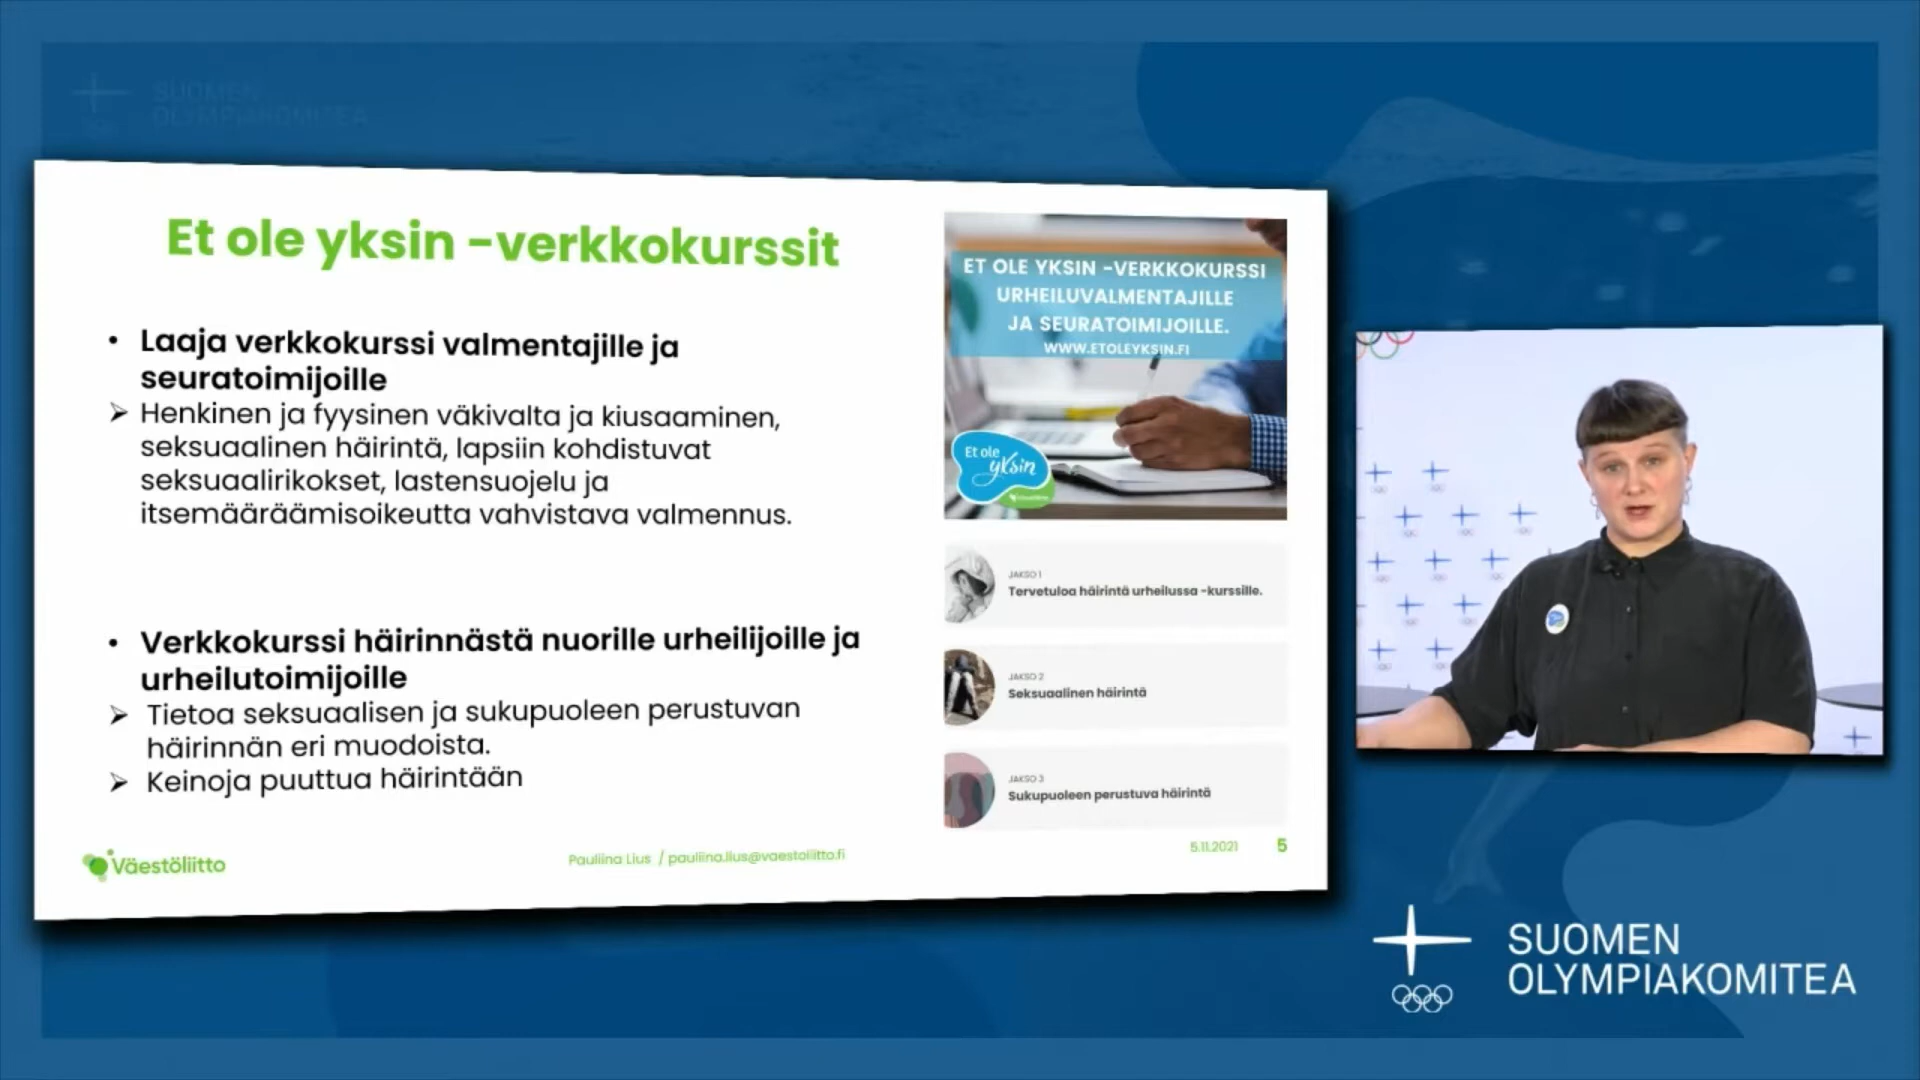 SUOMEN
OLYMPIAKOMITEA
Et ole yksin -verkkokurssit
• Laaja verkkokurssi valmentajille ja
seuratoimijoille
➢ Henkinen ja fyysinen väkivalta ja kiusaaminen,
seksuaalinen häirintä, lapsiin kohdistuvat
seksuaalirikokset, lastensuojelu ja
itsemääräämisoikeutta vahvistava valmennus.
• Verkkokurssi häirinnästä nuorille urheilijoille ja
urheilutoimijoille
➢ Tietoa seksuaalisen ja sukupuoleen perustuvan
häirinnän eri muodoista.
➢ Keinoja puuttua häirintään
ET OLE YKSIN -VERKKOKURSSI
URHEILUVALMENTAJILLE
JA SEURATOIMIJOILLE.
WWW.ETOLEYKSIN.FI
Et ole
yksin
Väestöliitto
JAKSO 1
Tervetuloa häirintä urheilussa -kurssille.
JAKSO 2
Seksuaalinen häirintä
JAKSO 3
Sukupuoleen perustuva häirintä
Väestöliitto
Pauliina Lius / pauliina.lius@vaestoliitto.fi
5.11.2021
5
SUOMEN
OLYMPIAKOMITEA